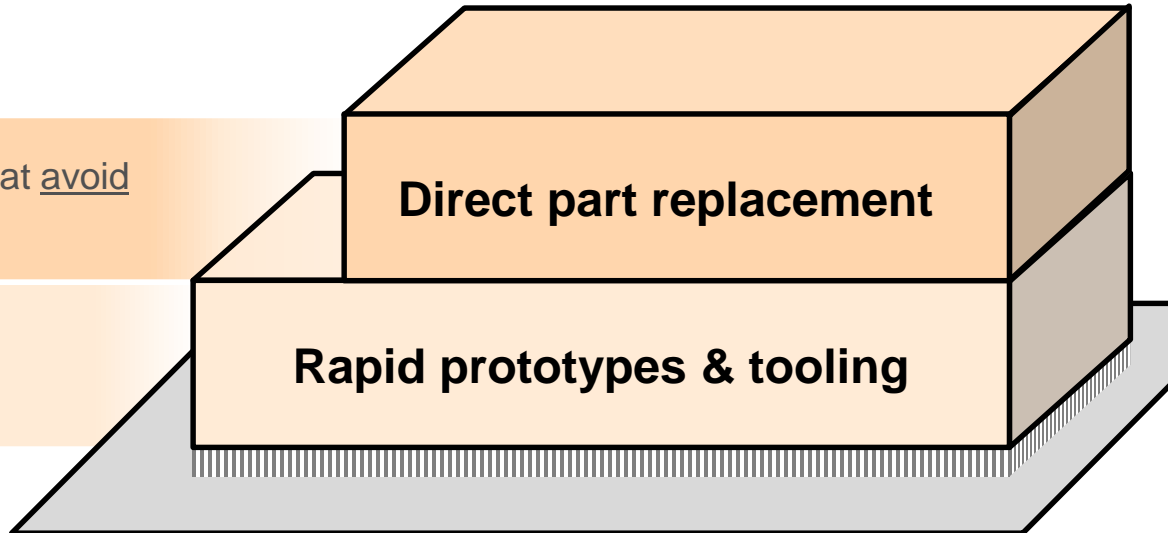 at avoid
Direct part replacement
Rapid prototypes & tooling